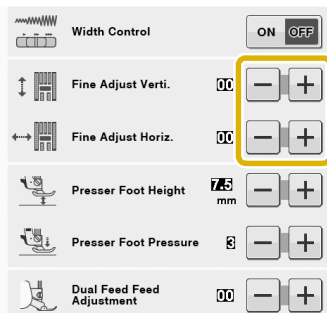 Width Control ON OFF
Fine Adjust Verti. 00 − +
Fine Adjust Horiz. 00 − +
Presser Foot Height 7.5 mm − +
Presser Foot Pressure 3 − +
Dual Feed Feed
Adjustment 00 − +